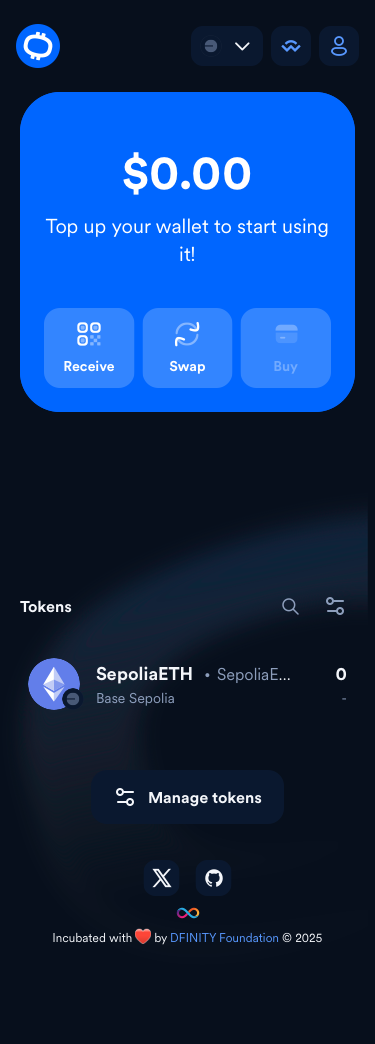 $0.00
Top up your wallet to start using
it!
Receive
Swap
Buy
Tokens
SepoliaETH • SepoliaE... 0
Base Sepolia -
Manage tokens
Incubated with ❤️ by DFINITY Foundation © 2025